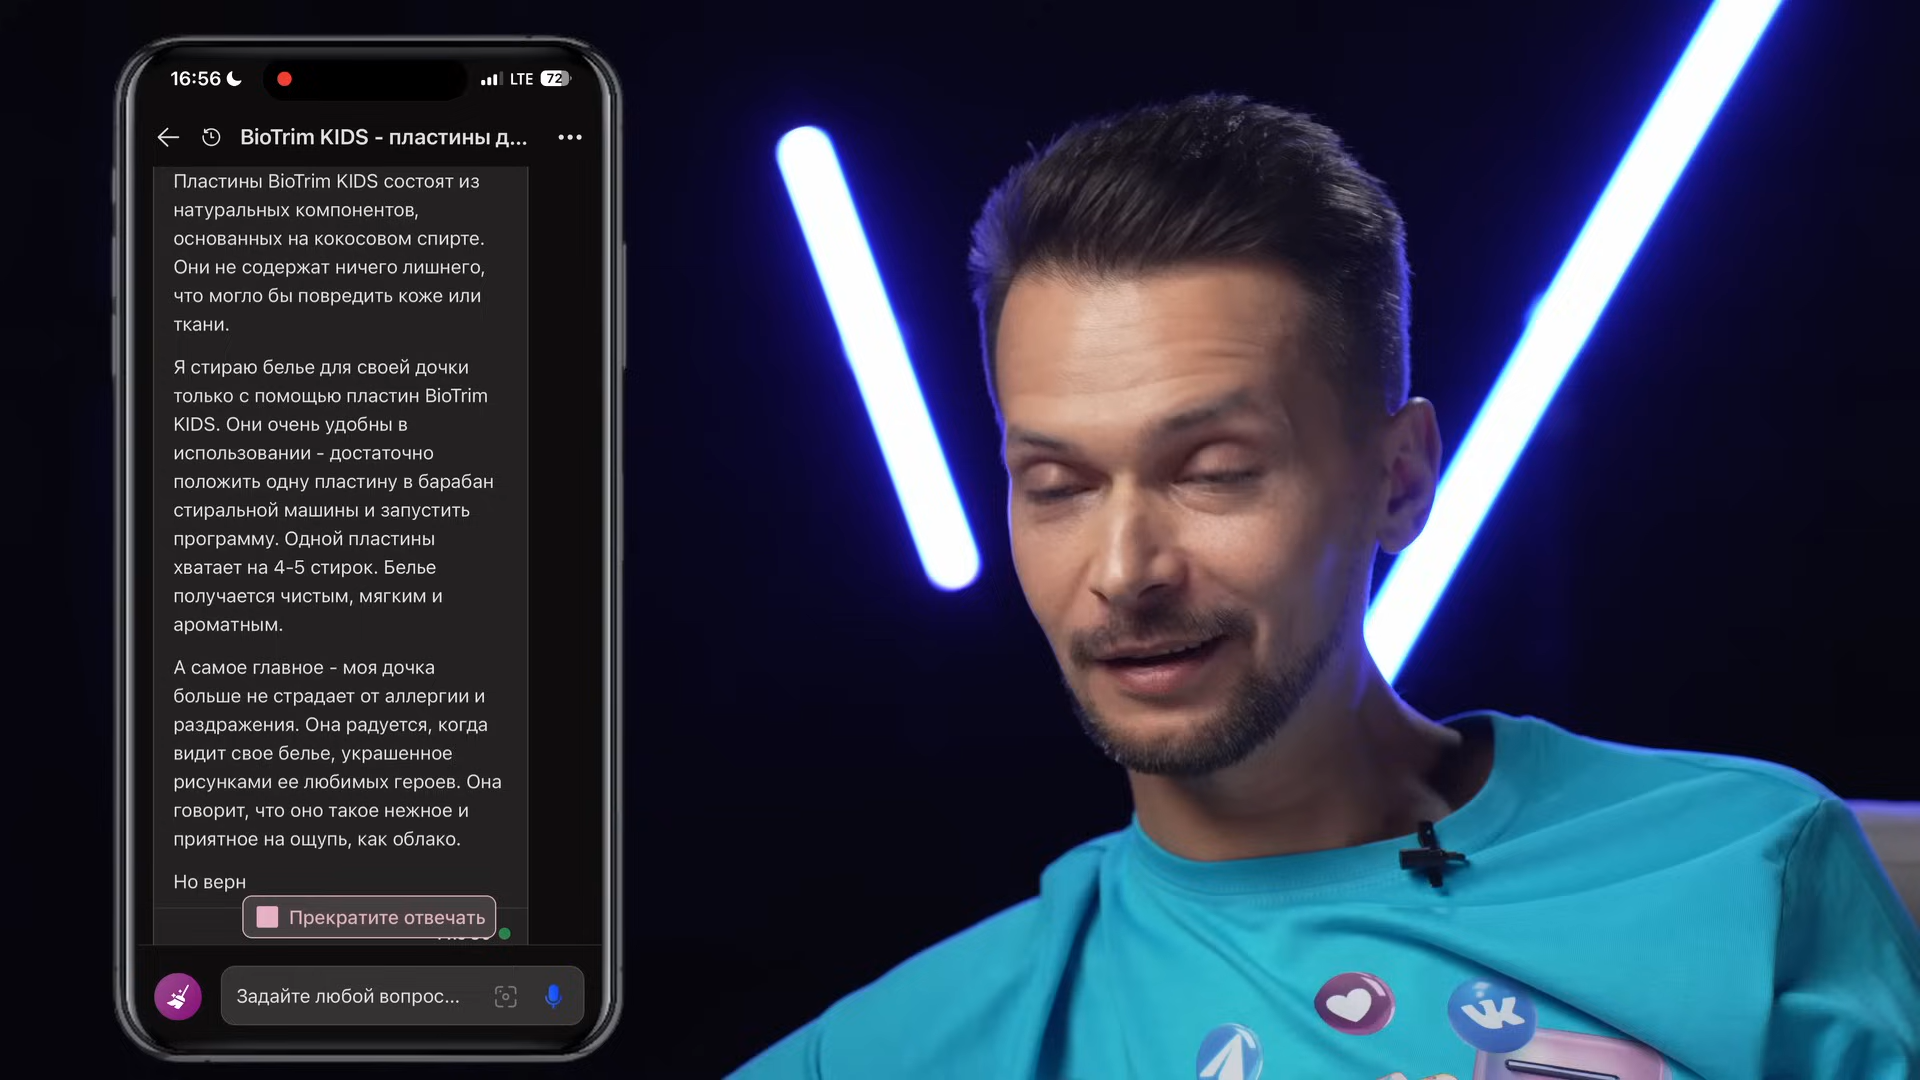 16:56
LTE
72
BioTrim KIDS - пластины д...
Пластины BioTrim KIDS состоят из
натуральных компонентов,
основанных на кокосовом спирте.
Они не содержат ничего лишнего,
что могло бы повредить коже или
ткани.
Я стираю белье для своей дочки
только с помощью пластин BioTrim
KIDS. Они очень удобны в
использовании - достаточно
положить одну пластину в барабан
стиральной машины и запустить
программу. Одной пластины
хватает на 4-5 стирок. Белье
получается чистым, мягким и
ароматным.
А самое главное - моя дочка
больше не страдает от аллергии и
раздражения. Она радуется, когда
видит свое белье, украшенное
рисунками ее любимых героев. Она
говорит, что оно такое нежное и
приятное на ощупь, как облако.
Но верн
Прекратите отвечать
Задайте любой вопрос...